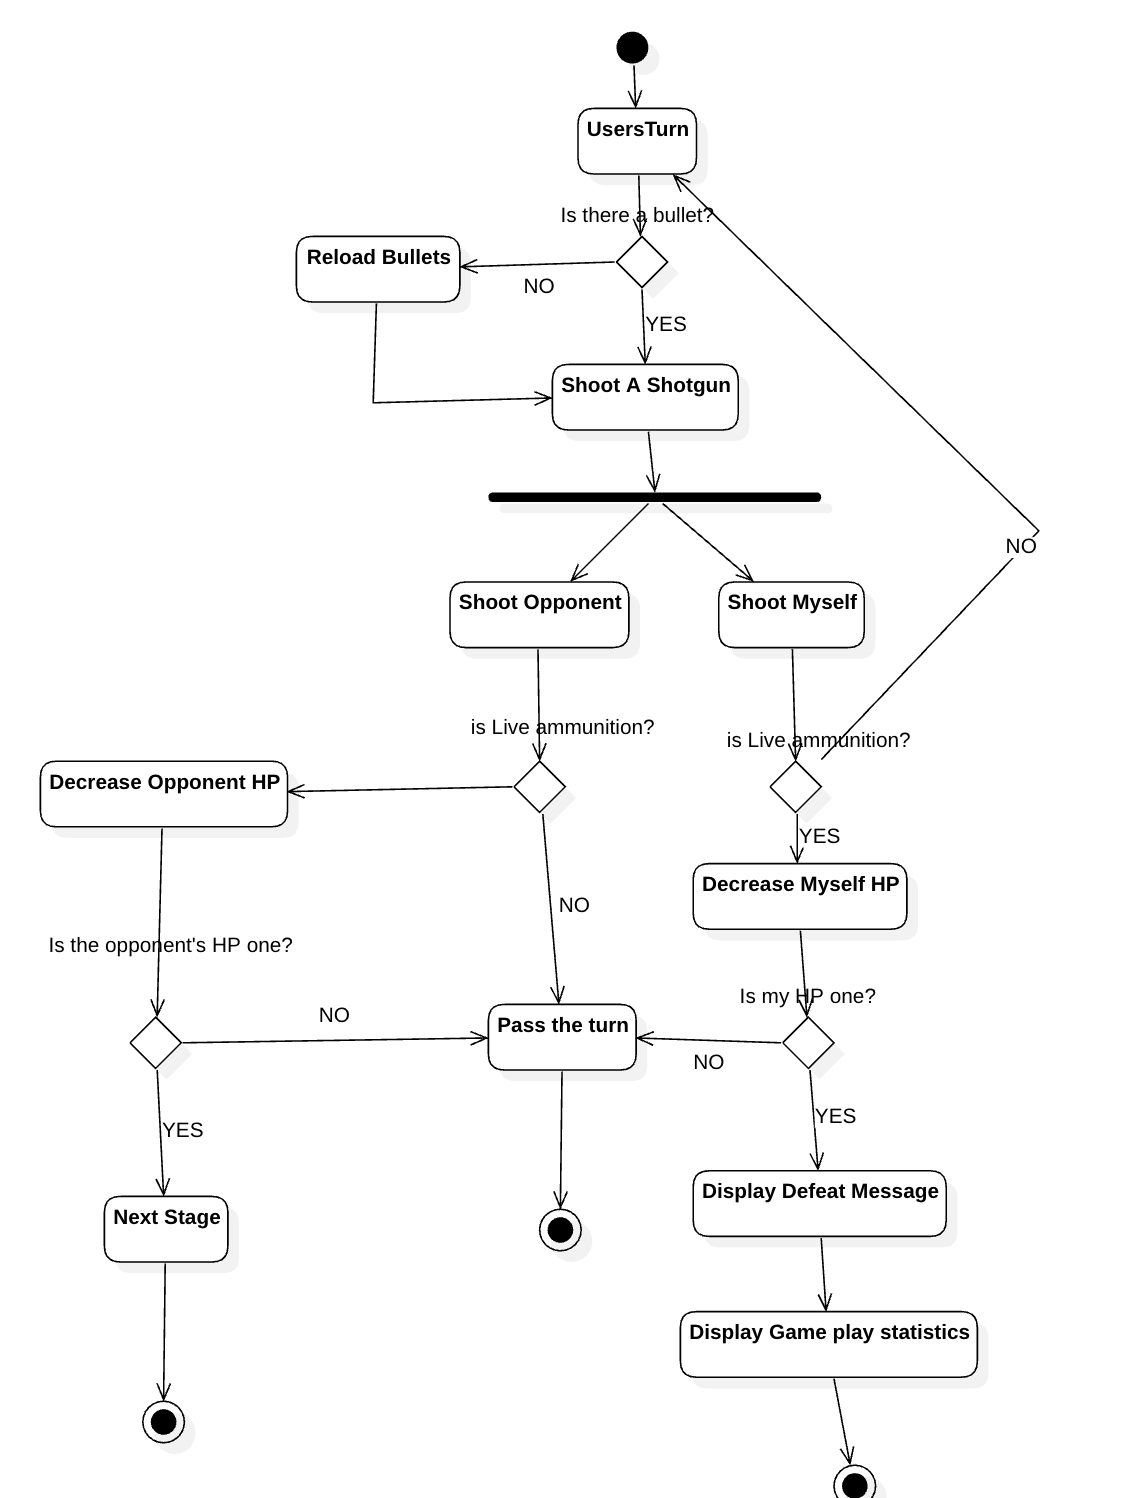 UsersTurn
Is there a bullet?
Reload Bullets
NO
YES
Shoot A Shotgun
NO
Shoot Opponent
Shoot Myself
is Live ammunition?
is Live ammunition?
Decrease Opponent HP
YES
Decrease Myself HP
NO
Is the opponent's HP one?
Is my HP one?
NO
Pass the turn
NO
YES
YES
Display Defeat Message
Next Stage
Display Game play statistics